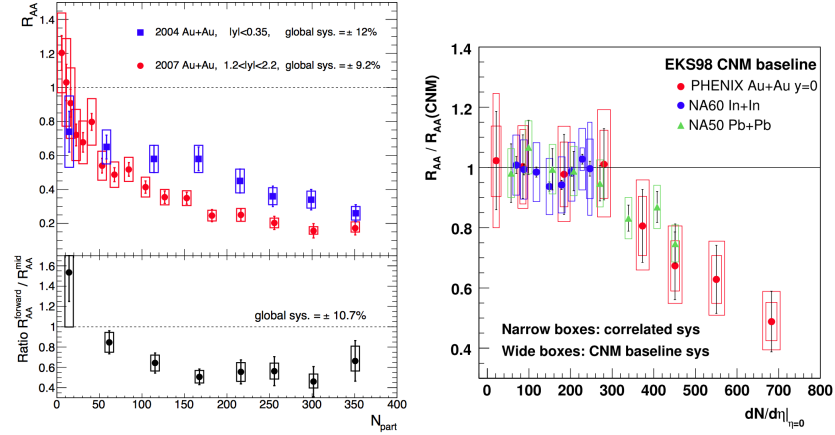 R_AA
1.4
1.2
1
0.8
0.6
0.4
0.2
2004 Au+Au, |y|<0.35, global sys. = ± 12%
2007 Au+Au, 1.2<|y|<2.2, global sys. = ± 9.2%
Ratio R_AA^forward / R_AA^mid
1.6
1.4
1.2
1
0.8
0.6
0.4
global sys. = ± 10.7%
0 50 100 150 200 250 300 350 400
N_part
R_AA / R_AA(CNM)
1.4
1.2
1
0.8
0.6
0.4
EKS98 CNM baseline
PHENIX Au+Au y=0
NA60 In+In
NA50 Pb+Pb
Narrow boxes: correlated sys
Wide boxes: CNM baseline sys
0 100 200 300 400 500 600 700 800
dN/dη|_η=0